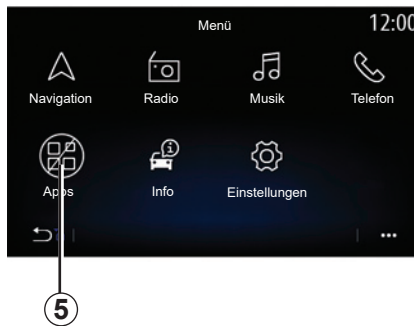 Menü 12:00
Navigation Radio Musik Telefon
Apps Info Einstellungen
5